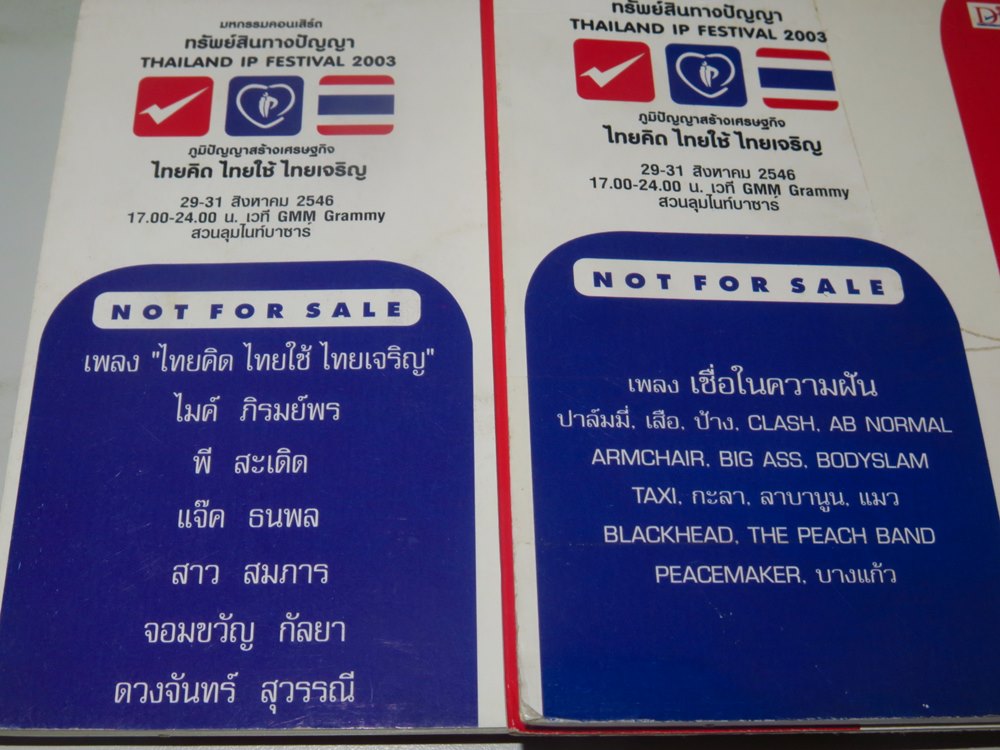 มหกรรมคอนเสิร์ต
ทรัพย์สินทางปัญญา
THAILAND IP FESTIVAL 2003
ip
ภูมิปัญญาสร้างเศรษฐกิจ
ไทยคิด ไทยใช้ ไทยเจริญ
29-31 สิงหาคม 2546
17.00-24.00 น. เวที GMM Grammy
สวนลุมไนท์บาซาร์
NOT FOR SALE
เพลง "ไทยคิด ไทยใช้ ไทยเจริญ"
ไมค์ ภิรมย์พร
พี สะเดิด
แจ๊ค ธนพล
สาว สมภาร
จอมขวัญ กัลยา
ดวงจันทร์ สุวรรณี
ทรัพย์สินทางปัญญา
THAILAND IP FESTIVAL 2003
ip
ภูมิปัญญาสร้างเศรษฐกิจ
ไทยคิด ไทยใช้ ไทยเจริญ
29-31 สิงหาคม 2546
17.00-24.00 น. เวที GMM Grammy
สวนลุมไนท์บาซาร์
NOT FOR SALE
เพลง เชื่อในความฝัน
ปาล์มมี่, เสือ, ป้าง, CLASH, AB NORMAL
ARMCHAIR, BIG ASS, BODYSLAM
TAXI, กะลา, ลาบานูน, แมว
BLACKHEAD, THE PEACH BAND
PEACEMAKER, บางแก้ว